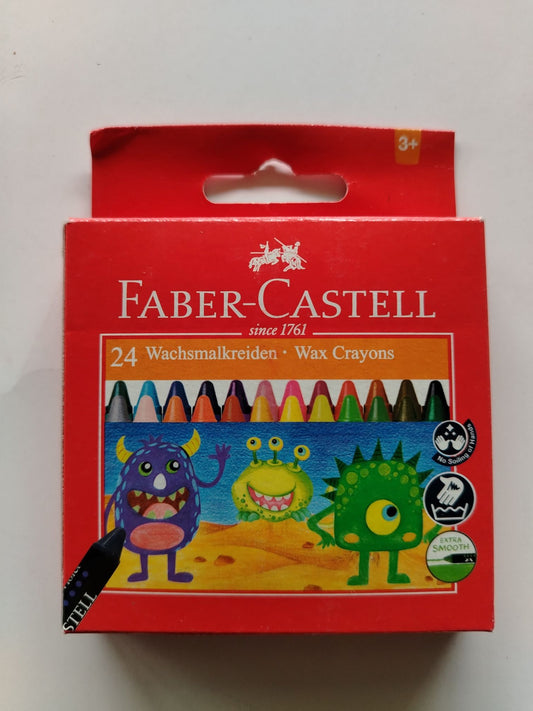 3+
FABER-CASTELL
since 1761
24 Wachsmalkreiden · Wax Crayons
No Soiling of Hands
EXTRA
SMOOTH
STELL